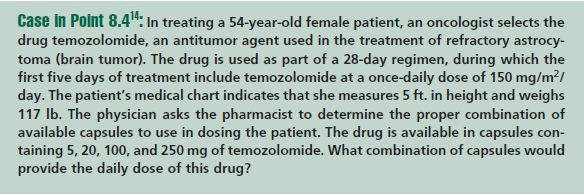 Case in Point 8.4¹⁴: In treating a 54-year-old female patient, an oncologist selects the
drug temozolomide, an antitumor agent used in the treatment of refractory astrocy-
toma (brain tumor). The drug is used as part of a 28-day regimen, during which the
first five days of treatment include temozolomide at a once-daily dose of 150 mg/m²/
day. The patient's medical chart indicates that she measures 5 ft. in height and weighs
117 lb. The physician asks the pharmacist to determine the proper combination of
available capsules to use in dosing the patient. The drug is available in capsules con-
taining 5, 20, 100, and 250 mg of temozolomide. What combination of capsules would
provide the daily dose of this drug?